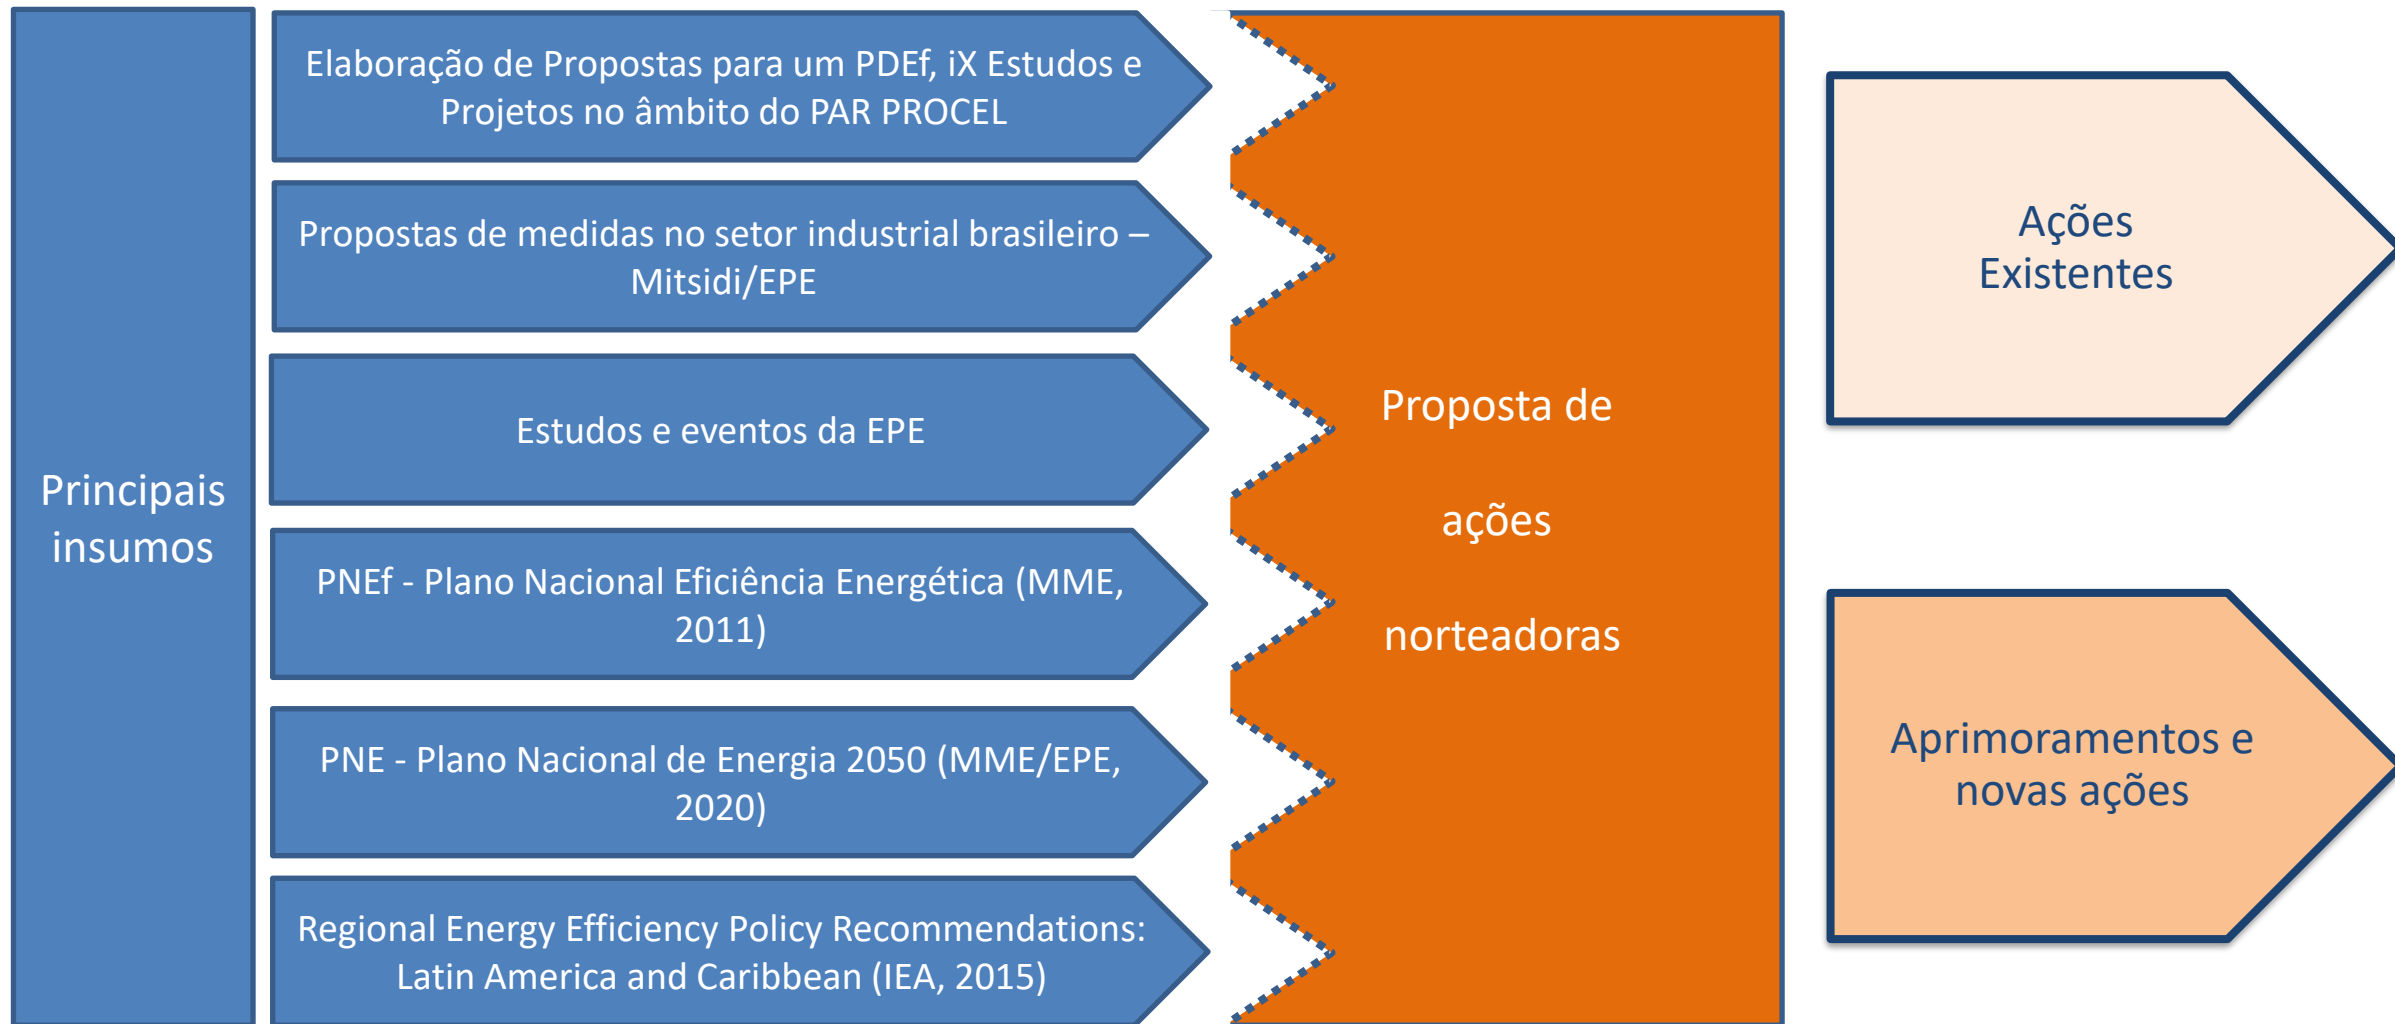 Principais
insumos
Elaboração de Propostas para um PDEf, iX Estudos e
Projetos no âmbito do PAR PROCEL
Propostas de medidas no setor industrial brasileiro –
Mitsidi/EPE
Estudos e eventos da EPE
PNEf - Plano Nacional Eficiência Energética (MME,
2011)
PNE - Plano Nacional de Energia 2050 (MME/EPE,
2020)
Regional Energy Efficiency Policy Recommendations:
Latin America and Caribbean (IEA, 2015)
Proposta de
ações
norteadoras
Ações
Existentes
Aprimoramentos e
novas ações